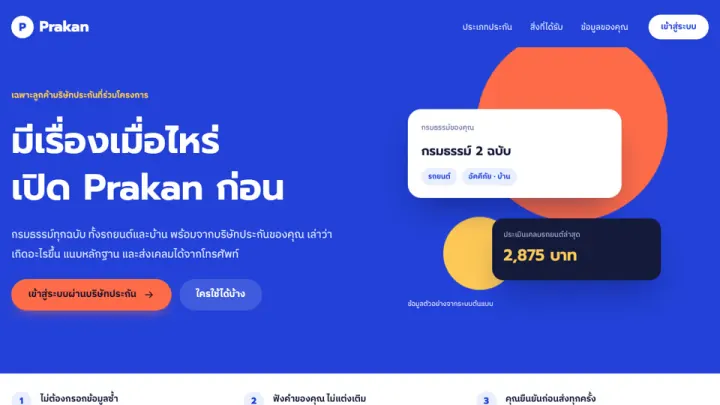 P Prakan
ประเภทประกัน สิ่งที่ได้รับ ข้อมูลของคุณ เข้าสู่ระบบ
เฉพาะลูกค้าบริษัทประกันที่ร่วมโครงการ
มีเรื่องเมื่อไหร่
เปิด Prakan ก่อน
กรมธรรม์ทุกฉบับ ทั้งรถยนต์และบ้าน พร้อมจากบริษัทประกันของคุณ เล่าว่า
เกิดอะไรขึ้น แนบหลักฐาน และส่งเคลมได้จากโทรศัพท์
เข้าสู่ระบบผ่านบริษัทประกัน → ใครใช้ได้บ้าง
กรมธรรม์ของคุณ
กรมธรรม์ 2 ฉบับ
รถยนต์ อัคคีภัย · บ้าน
ประเมินเคลมรถยนต์ล่าสุด
2,875 บาท
ข้อมูลตัวอย่างจากระบบต้นแบบ
1 ไม่ต้องกรอกข้อมูลซ้ำ
2 ฟังคำของคุณ ไม่แต่งเติม
3 คุณยืนยันก่อนส่งทุกครั้ง